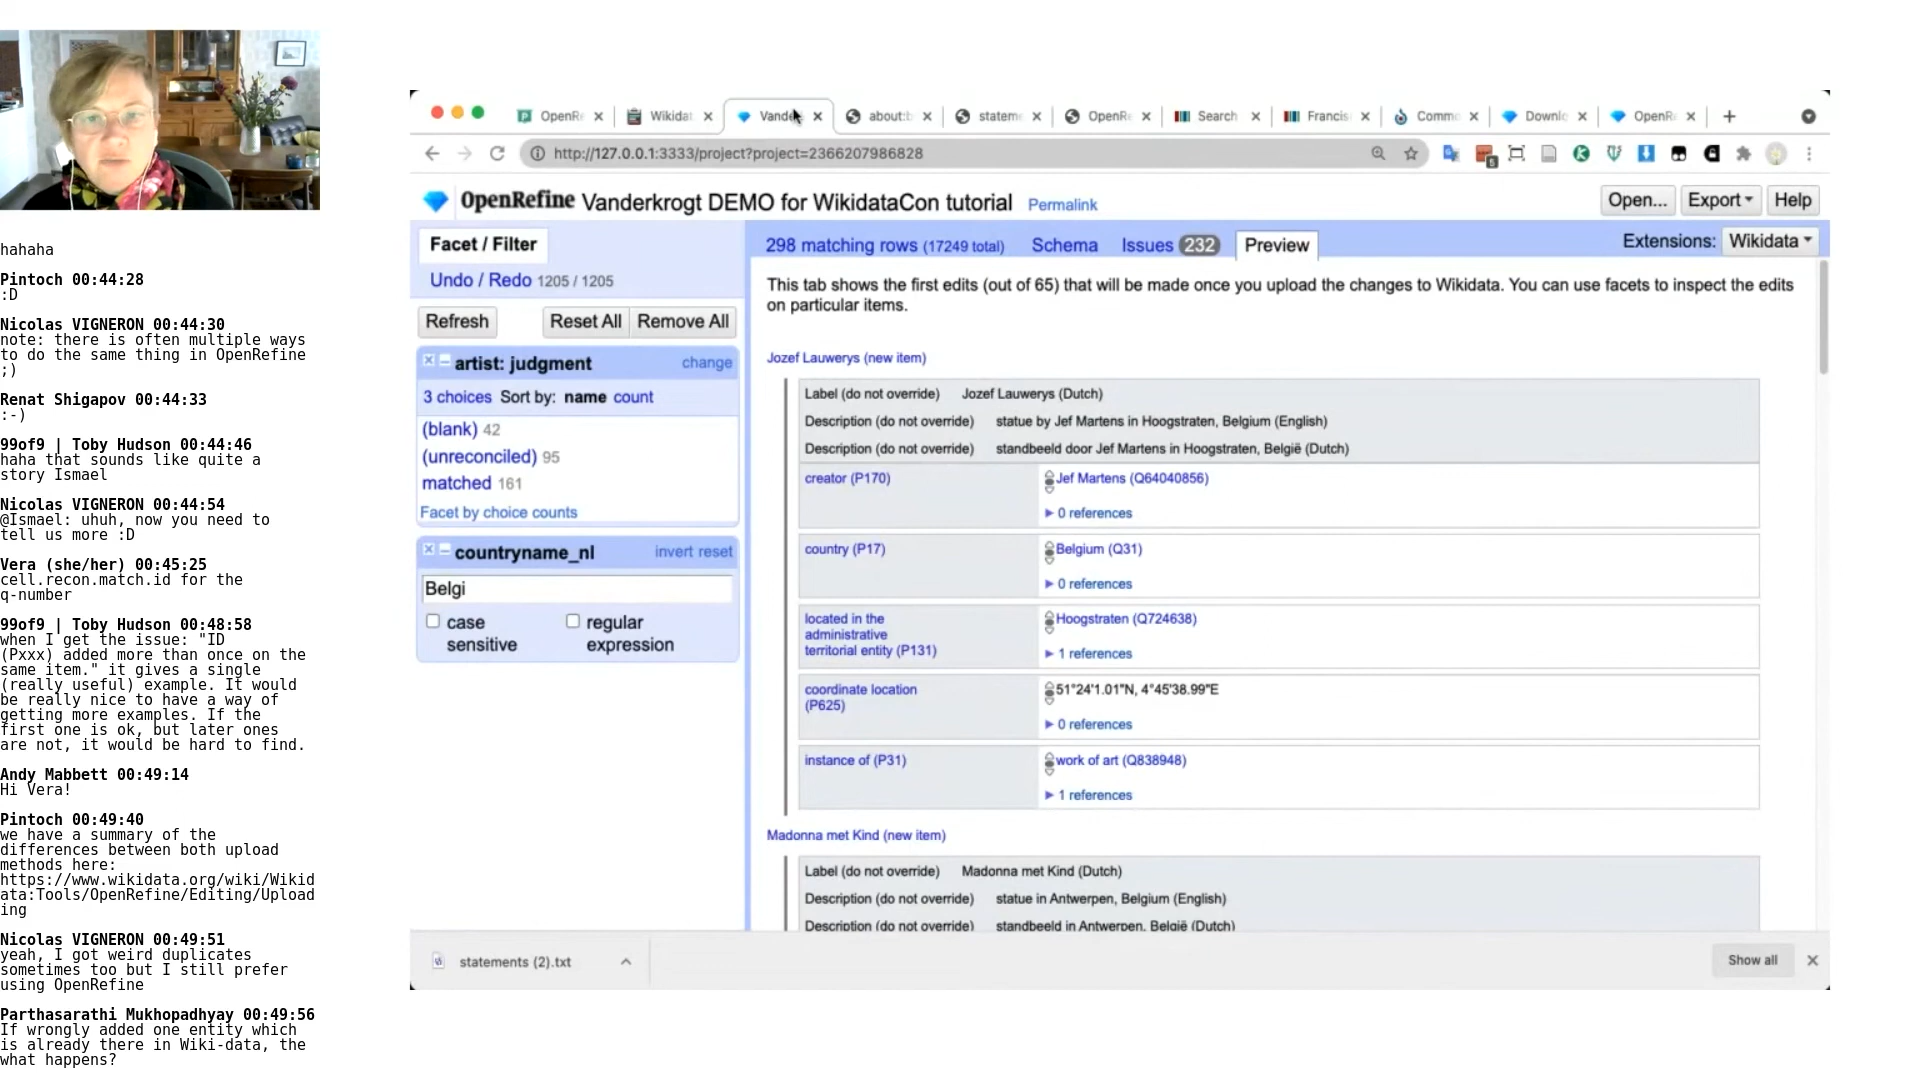 hahaha
Pintoch 00:44:28
:D
Nicolas VIGNERON 00:44:30
note: there is often multiple ways
to do the same thing in OpenRefine
;)
Renat Shigapov 00:44:33
:-)
99of9 | Toby Hudson 00:44:46
haha that sounds like quite a
story Ismael
Nicolas VIGNERON 00:44:54
@Ismael: uhuh, now you need to
tell us more :D
Vera (she/her) 00:45:25
cell.recon.match.id for the
q-number
99of9 | Toby Hudson 00:48:58
when I get the issue: "ID
(Pxxx) added more than once on the
same item." it gives a single
(really useful) example. It would
be really nice to have a way of
getting more examples. If the
first one is ok, but later ones
are not, it would be hard to find.
Andy Mabbett 00:49:14
Hi Vera!
Pintoch 00:49:40
we have a summary of the
differences between both upload
methods here:
https://www.wikidata.org/wiki/Wikid
ata:Tools/OpenRefine/Editing/Upload
ing
Nicolas VIGNERON 00:49:51
yeah, I got weird duplicates
sometimes too but I still prefer
using OpenRefine
Parthasarathi Mukhopadhyay 00:49:56
If wrongly added one entity which
is already there in Wiki-data, the
what happens?
OpenRe Wikidat Vande about:b statem OpenRe Search Francis Commo Downlo OpenRe
http://127.0.0.1:3333/project?project=2366207986828
OpenRefine Vanderkrogt DEMO for WikidataCon tutorial Permalink Open... Export Help
Facet / Filter
Undo / Redo 1205 / 1205
Refresh Reset All Remove All
artist: judgment change
3 choices Sort by: name count
(blank) 42
(unreconciled) 95
matched 161
Facet by choice counts
countryname_nl invert reset
Belgi
case sensitive
regular expression
298 matching rows (17249 total) Schema Issues 232 Preview Extensions: Wikidata
This tab shows the first edits (out of 65) that will be made once you upload the changes to Wikidata. You can use facets to inspect the edits
on particular items.
Jozef Lauwerys (new item)
Label (do not override) Jozef Lauwerys (Dutch)
Description (do not override) statue by Jef Martens in Hoogstraten, Belgium (English)
Description (do not override) standbeeld door Jef Martens in Hoogstraten, België (Dutch)
creator (P170) Jef Martens (Q64040856)
0 references
country (P17) Belgium (Q31)
0 references
located in the
administrative
territorial entity (P131)
Hoogstraten (Q724638)
1 references
coordinate location
(P625)
51°24'1.01"N, 4°45'38.99"E
0 references
instance of (P31) work of art (Q838948)
1 references
Madonna met Kind (new item)
Label (do not override) Madonna met Kind (Dutch)
Description (do not override) statue in Antwerpen, Belgium (English)
Description (do not override) standbeeld in Antwerpen, België (Dutch)
statements (2).txt Show all